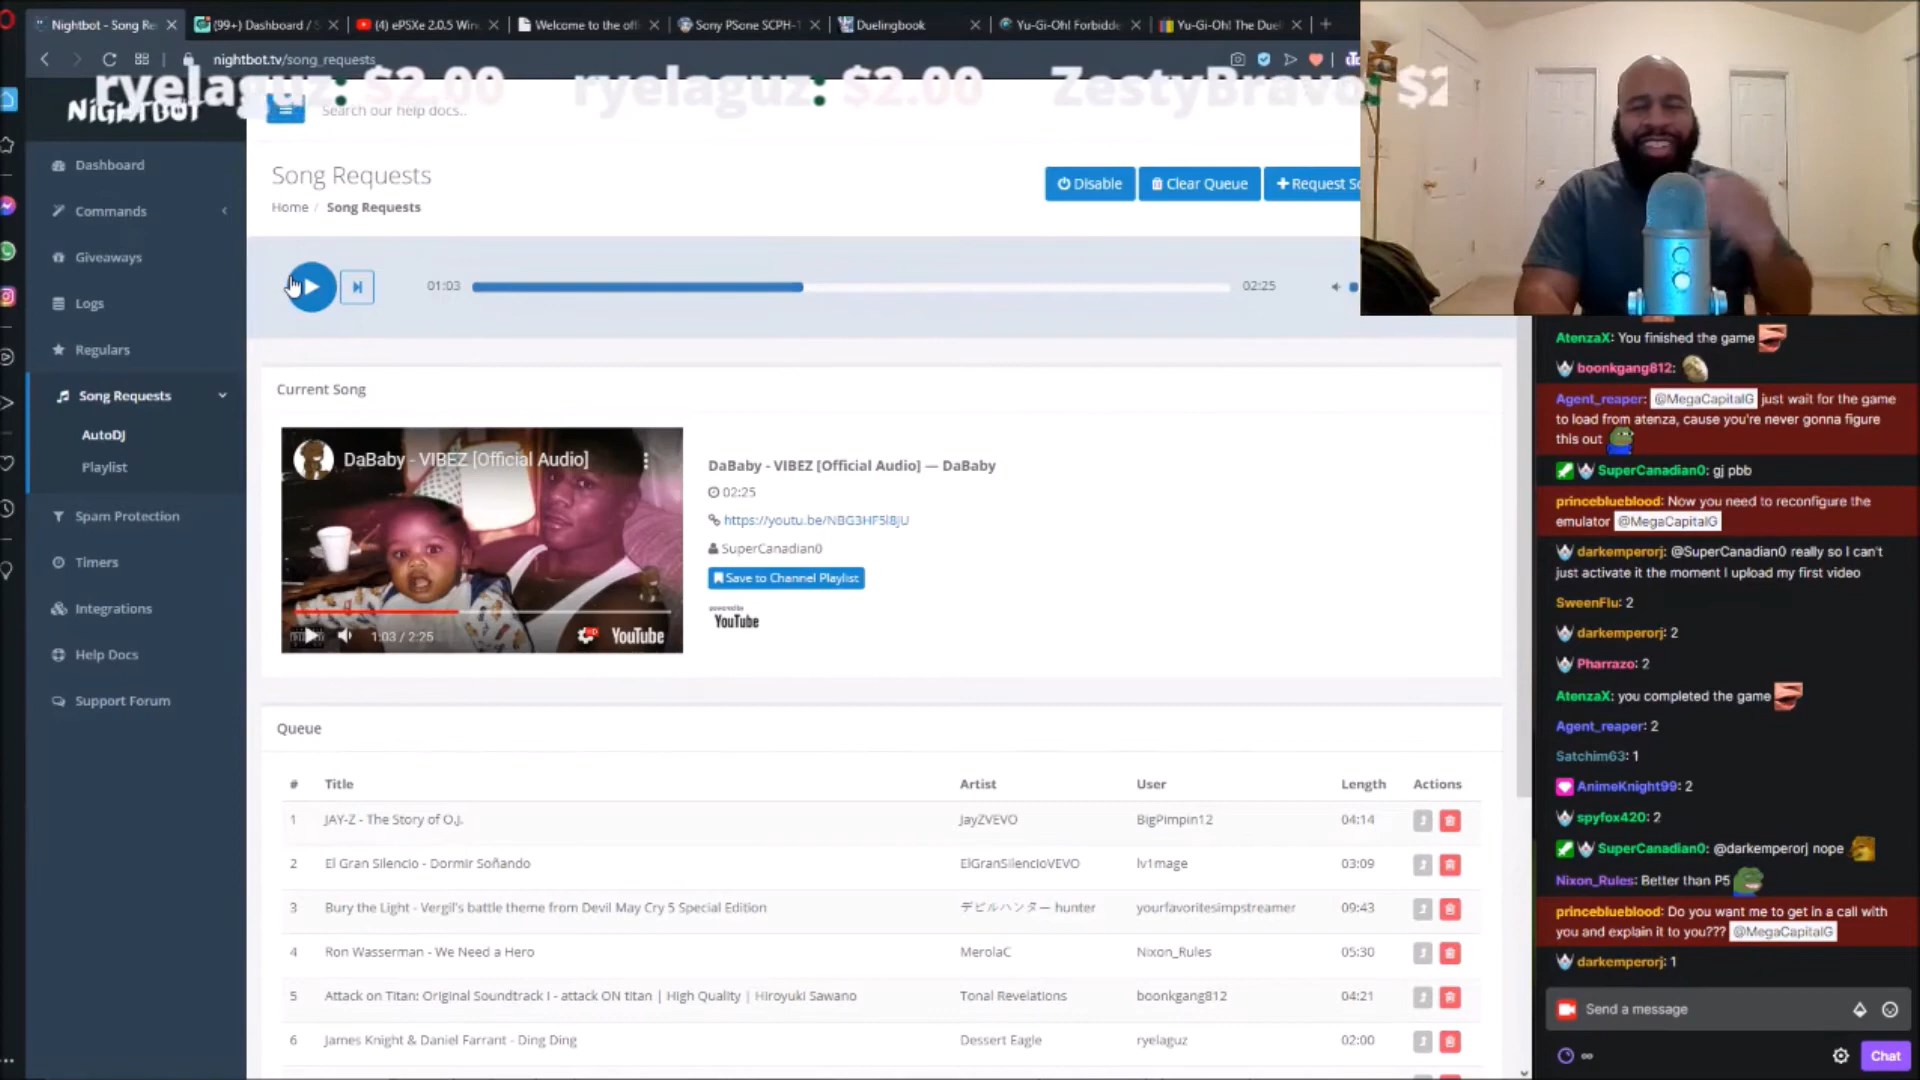 Nightbot - Song Re
(99+) Dashboard /
(4) ePSXe 2.0.5 Win
Welcome to the off
Sony PSone SCPH-1
Duelingbook
Yu-Gi-Oh! Forbidde
Yu-Gi-Oh! The Duel
nightbot.tv/song_requests
ryelaguz: $2.00 ryelaguz: $2.00 ZestyBravo: $2
NiGHTBOT
Search our help docs..
Dashboard
Commands
Giveaways
Logs
Regulars
Song Requests
AutoDJ
Playlist
Spam Protection
Timers
Integrations
Help Docs
Support Forum
Song Requests
Home / Song Requests
Disable
Clear Queue
Request So
01:03
02:25
Current Song
DaBaby - VIBEZ [Official Audio]
1:03 / 2:25
YouTube
DaBaby - VIBEZ [Official Audio] — DaBaby
02:25
https://youtu.be/NBG3HF5l8JU
SuperCanadian0
Save to Channel Playlist
powered by
YouTube
Queue
# Title Artist User Length Actions
1 JAY-Z - The Story of O.J. JayZVEVO BigPimpin12 04:14
2 El Gran Silencio - Dormir Soñando ElGranSilencioVEVO lv1mage 03:09
3 Bury the Light - Vergil's battle theme from Devil May Cry 5 Special Edition デビルハンター hunter yourfavoritesimpstreamer 09:43
4 Ron Wasserman - We Need a Hero MerolaC Nixon_Rules 05:30
5 Attack on Titan: Original Soundtrack I - attack ON titan | High Quality | Hiroyuki Sawano Tonal Revelations boonkgang812 04:21
6 James Knight & Daniel Farrant - Ding Ding Dessert Eagle ryelaguz 02:00
AtenzaX: You finished the game
boonkgang812:
Agent_reaper: @MegaCapitalG just wait for the game
to load from atenza, cause you're never gonna figure
this out
SuperCanadian0: gj pbb
princeblueblood: Now you need to reconfigure the
emulator @MegaCapitalG
darkemperorj: @SuperCanadian0 really so I can't
just activate it the moment I upload my first video
SweenFlu: 2
darkemperorj: 2
Pharrazo: 2
AtenzaX: you completed the game
Agent_reaper: 2
Satchim63: 1
AnimeKnight99: 2
spyfox420: 2
SuperCanadian0: @darkemperorj nope
Nixon_Rules: Better than P5
princeblueblood: Do you want me to get in a call with
you and explain it to you??? @MegaCapitalG
darkemperorj: 1
Send a message
Chat